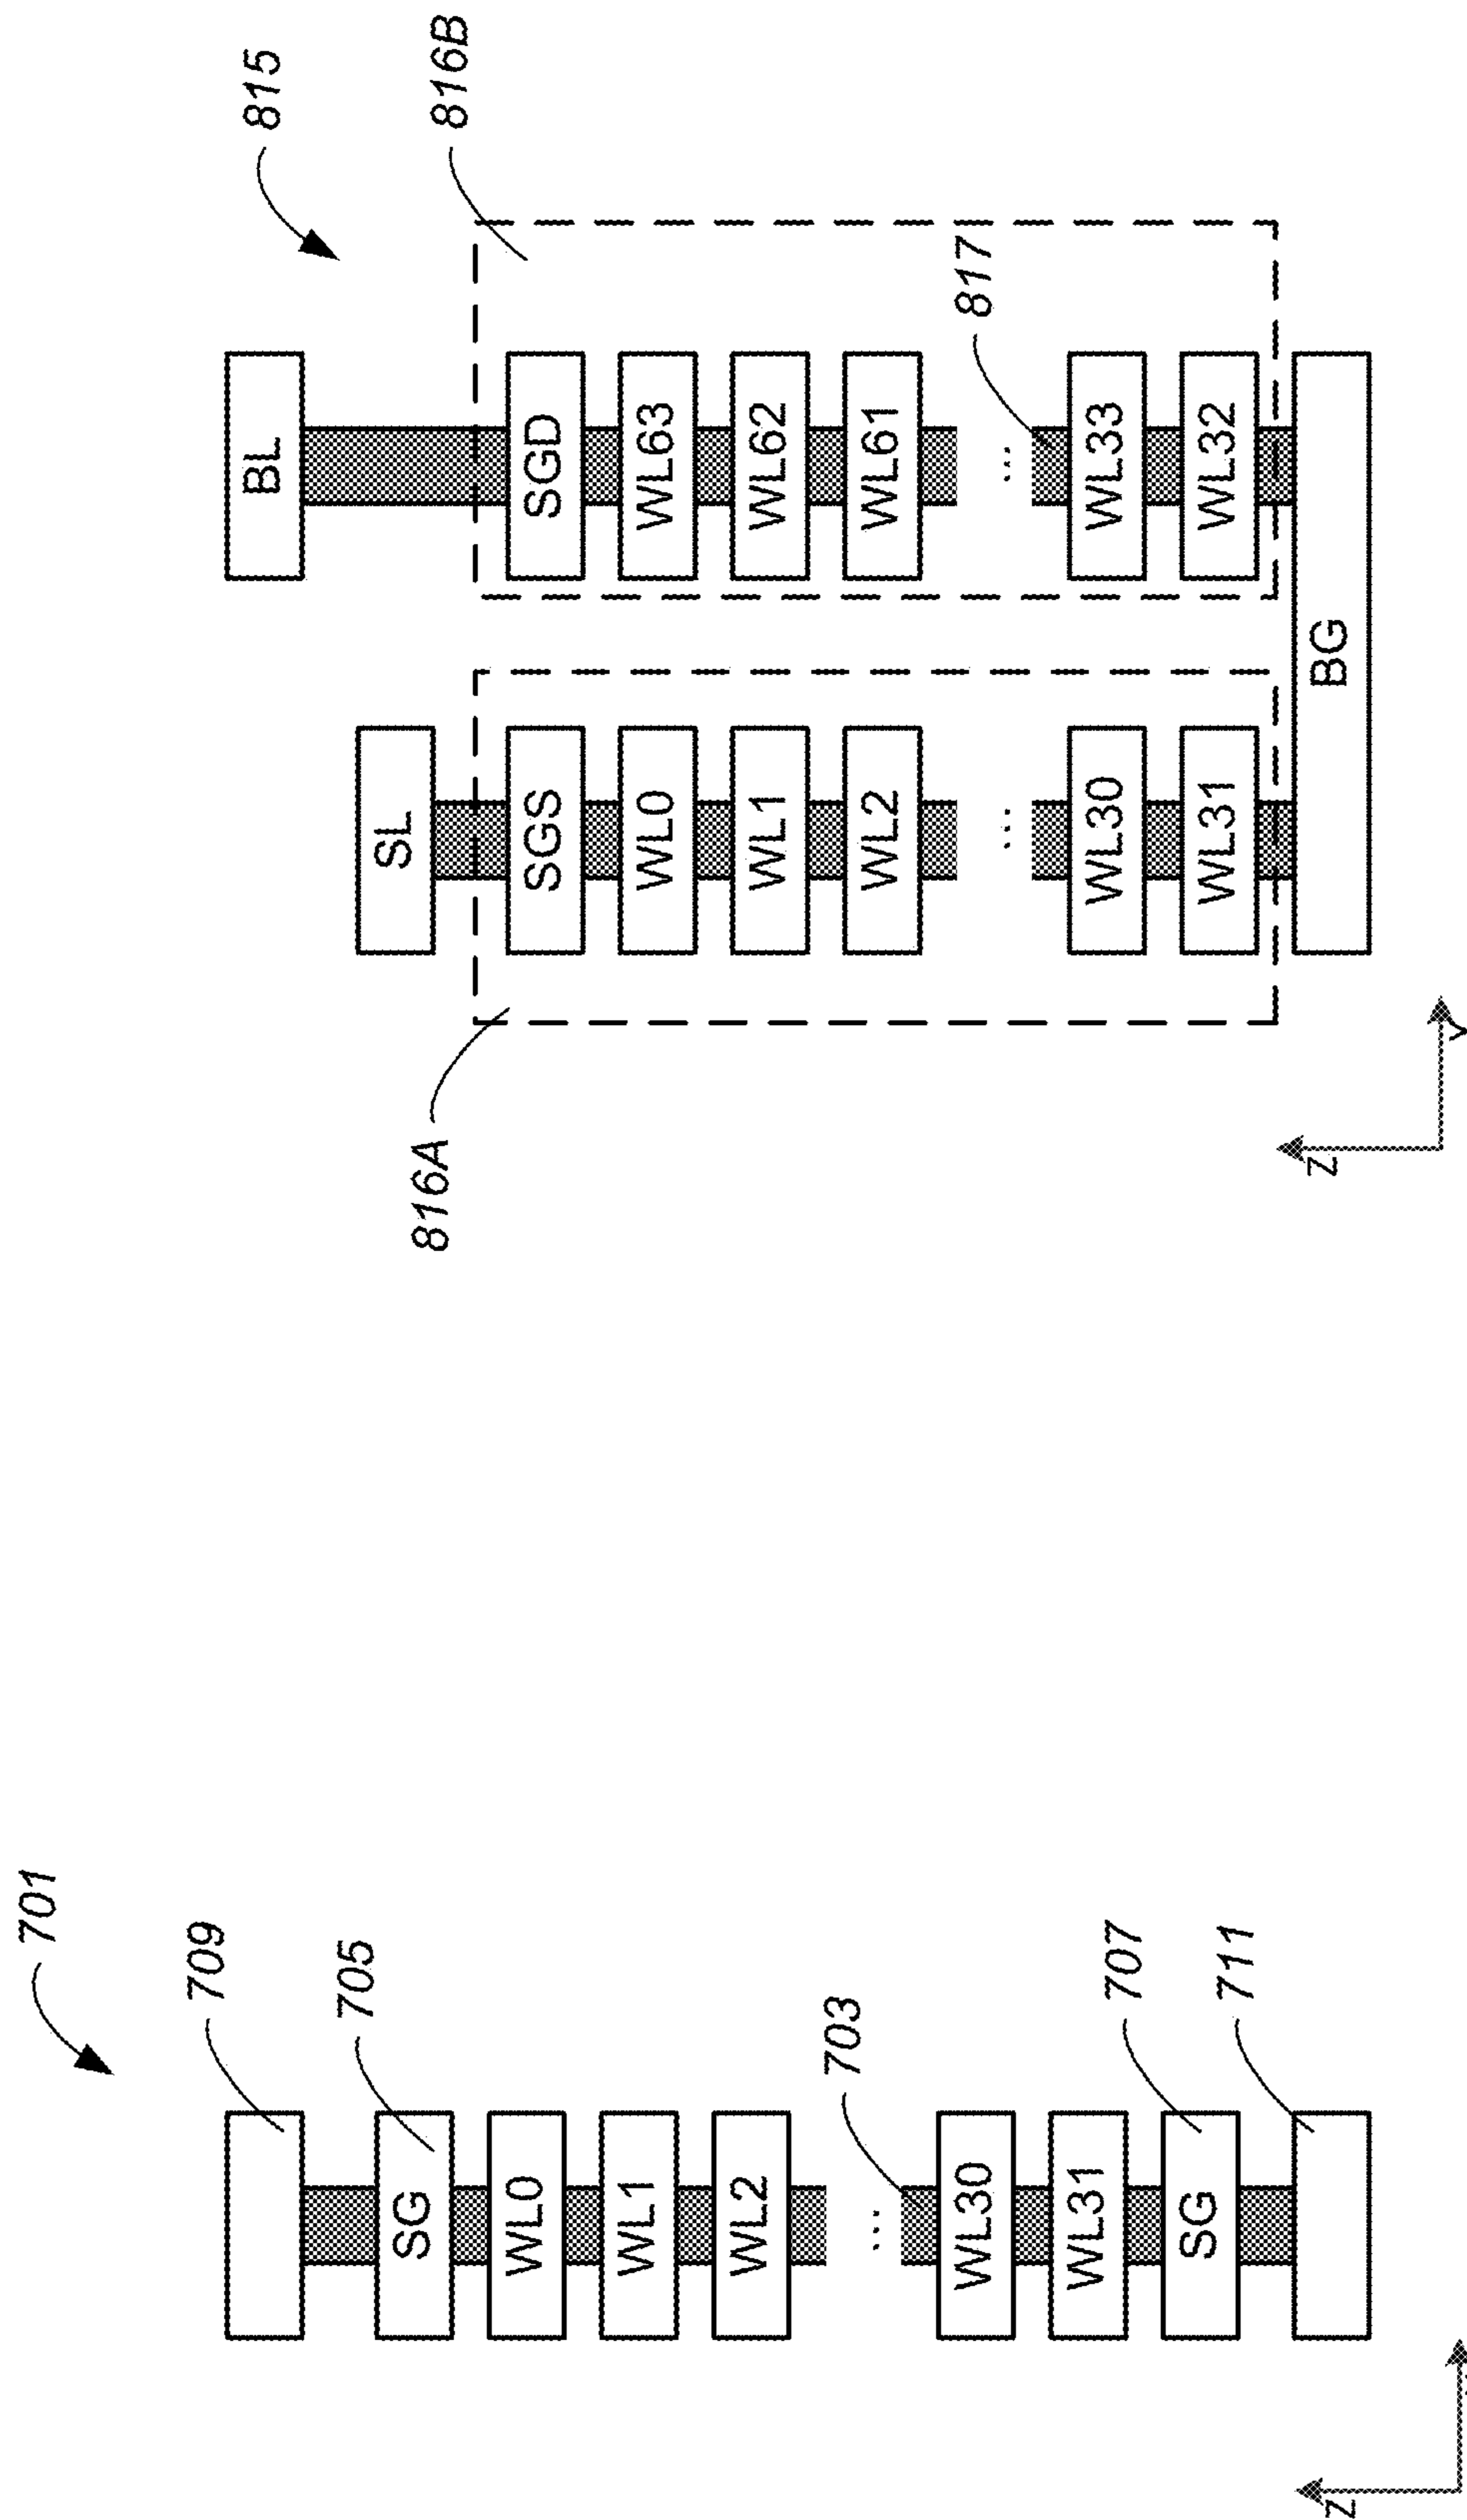 701
709
705
SG
WL0
WL1
WL2
703
...
WL30
WL31
707
SG
711
Z
815
816B
BL
SL
SGS
SGD
WL0
WL63
WL1
WL62
WL2
WL61
817
...
...
WL30
WL33
WL31
WL32
BG
816A
Z
Y